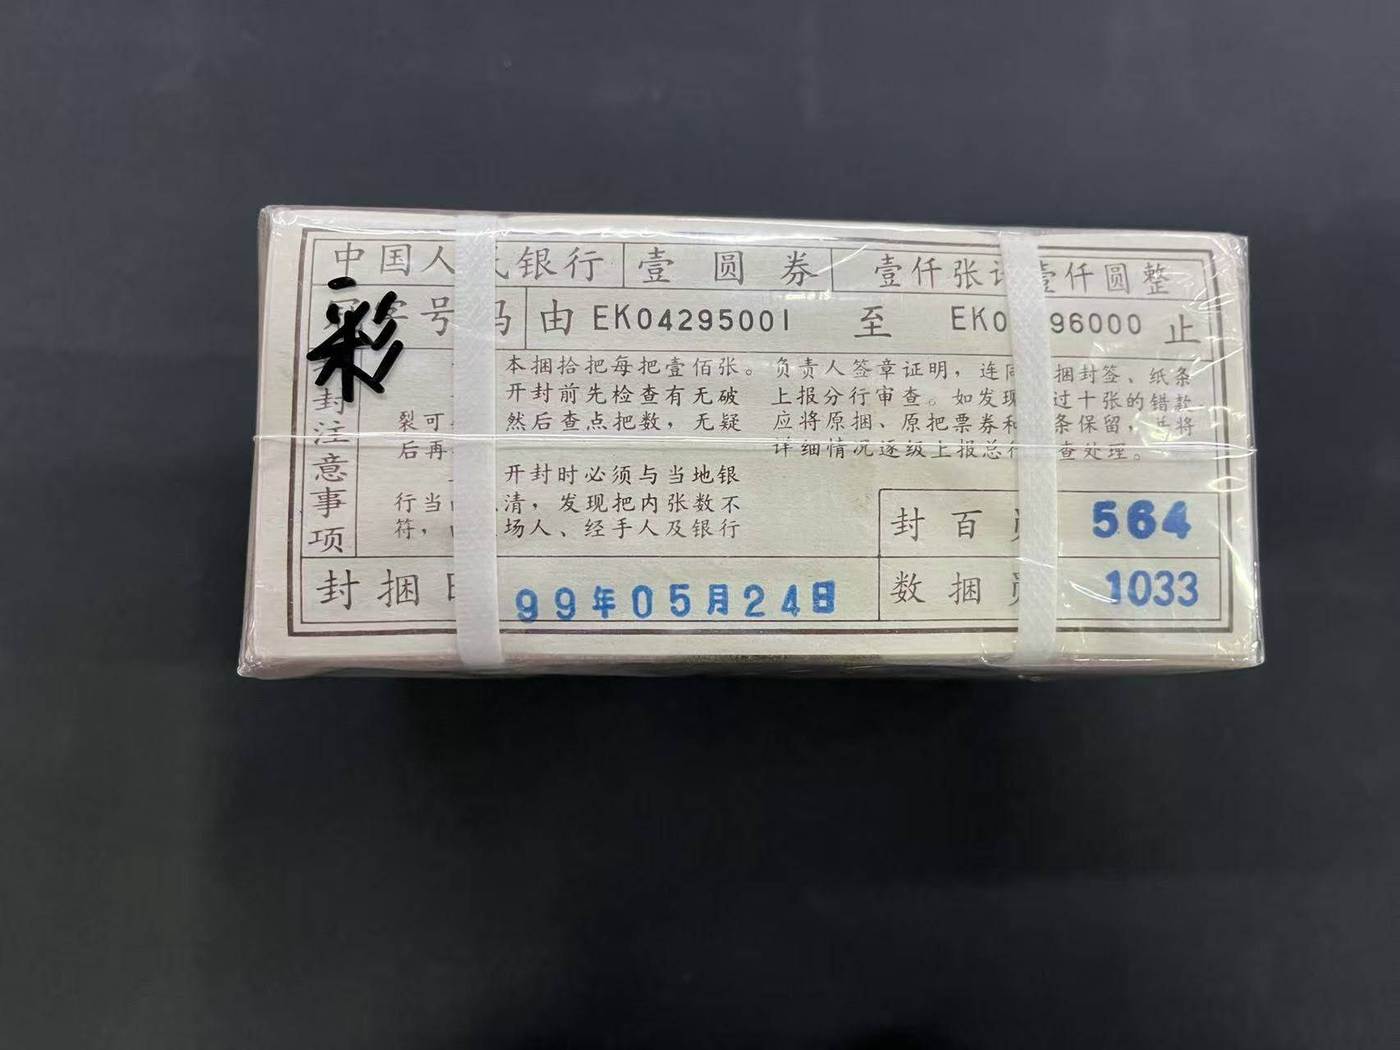 中国人民银行 壹圆券 壹仟张计壹仟圆整
字号码 由 EK04295001 至 EK0 96000 止
彩
封注意事项
本捆拾把每把壹佰张。
开封前先检查有无破
裂可 然后查点把数，无疑
后再
开封时必须与当地银
行当 清，发现把内张数不
符， 场人、经手人及银行
负责人签章证明，连同 捆封签、纸条
上报分行审查。如发现 过十张的错款
应将原捆、原把票券和 条保留，并将
详细情况逐级上报总行 查处理。
封百员 564
封捆日 99年05月24日
数捆员 1033